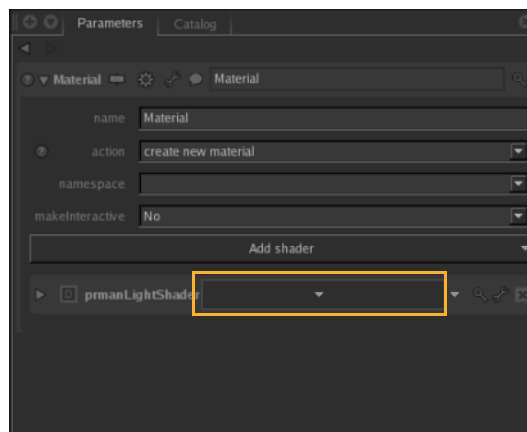 Parameters Catalog
Material Material
name Material
action create new material
namespace
makeInteractive No
Add shader
D prmanLightShader